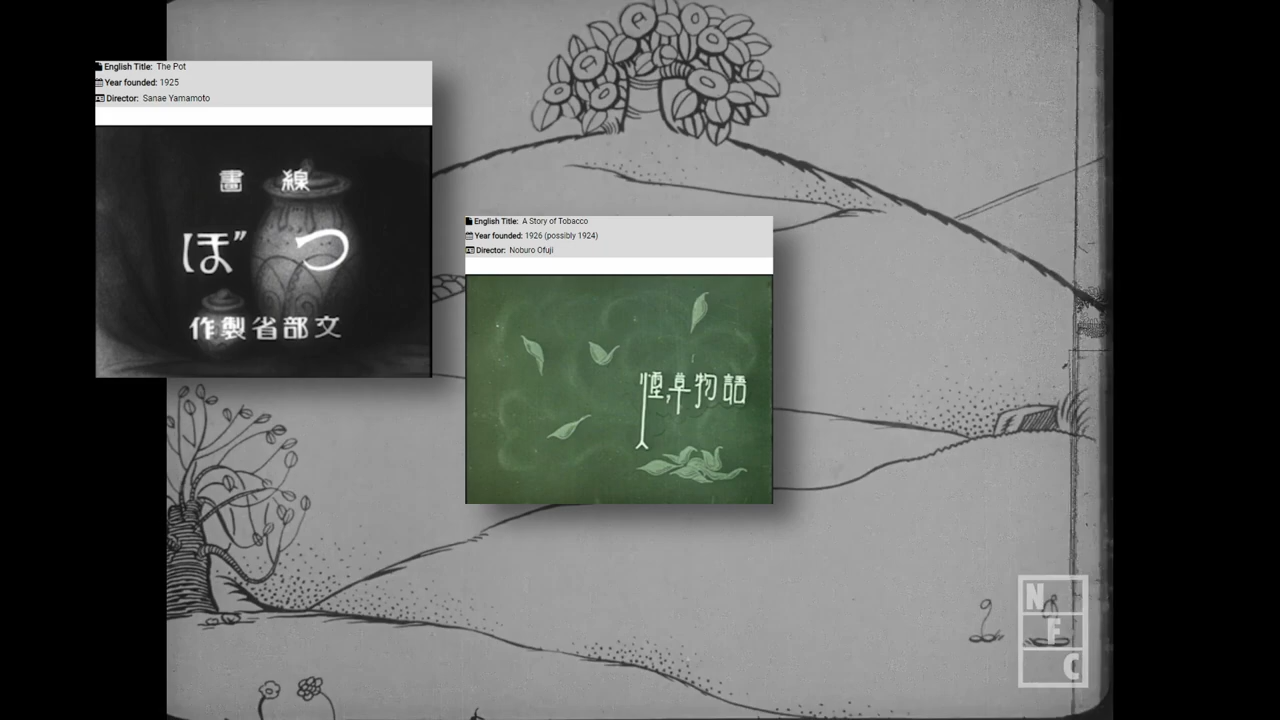 English Title: The Pot
Year founded: 1925
Director: Sanae Yamamoto
線畫
つぼ
文部省製作
English Title: A Story of Tobacco
Year founded: 1926 (possibly 1924)
Director: Noburo Ofuji
煙草物語
N
F
C